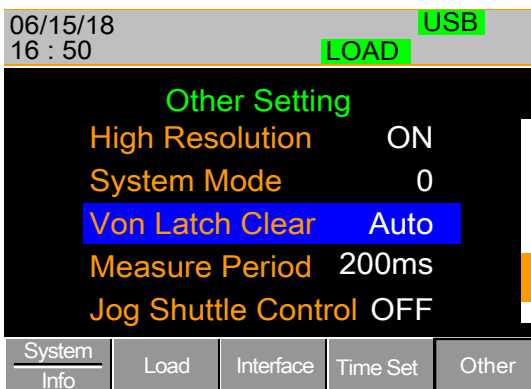 06/15/18 USB
16 : 50 LOAD
Other Setting
High Resolution ON
System Mode 0
Von Latch Clear Auto
Measure Period 200ms
Jog Shuttle Control OFF
System Info Load Interface Time Set Other